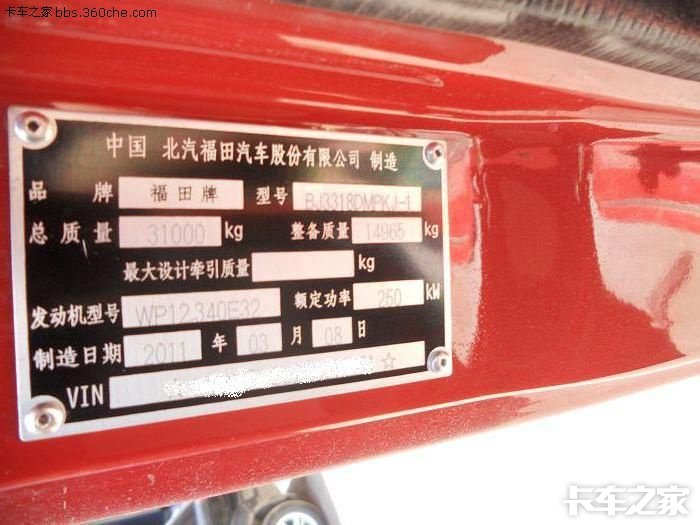 卡车之家 bbs.360che.com
中国 北汽福田汽车股份有限公司 制造
品牌 福田牌 型号 BJ3318DMPKJ-1
总质量 31000 kg 整备质量 14965 kg
最大设计牵引质量 kg
发动机型号 WP12.340E32 额定功率 250 kW
制造日期 2011 年 03 月 08 日
VIN ☆
卡车之家